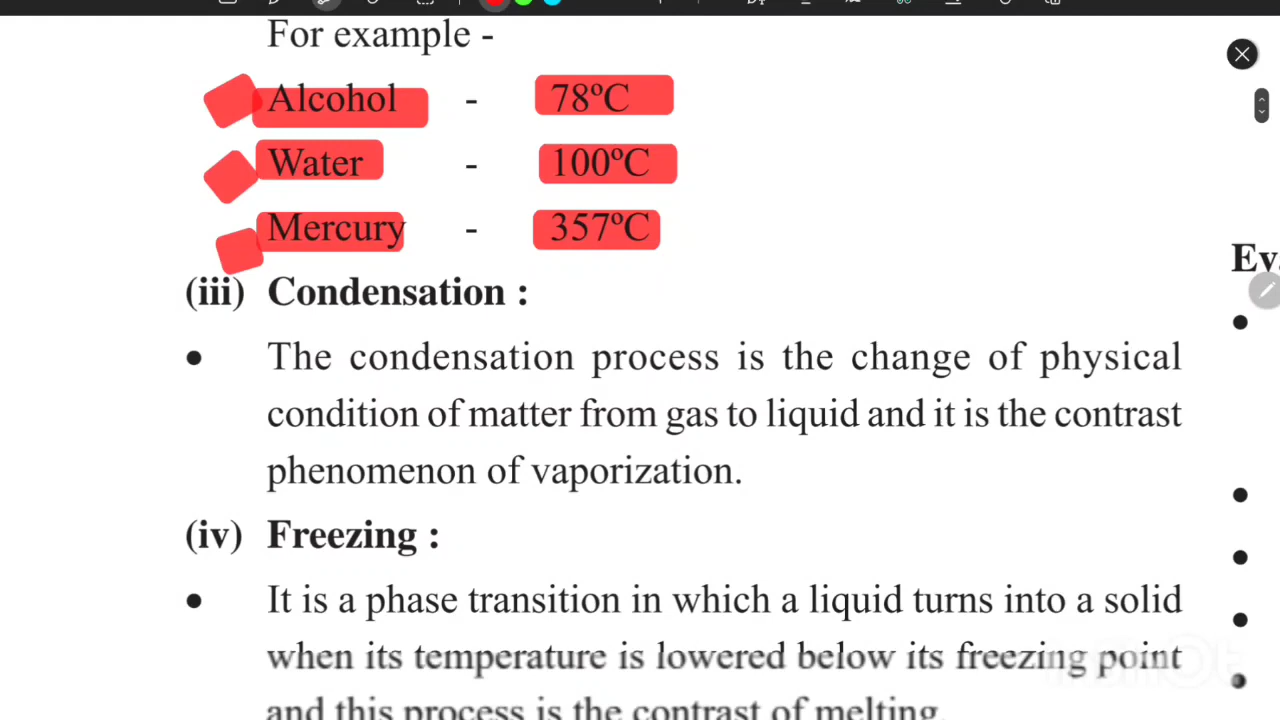 For example -
Alcohol - 78ºC
Water - 100ºC
Mercury - 357ºC
(iii) Condensation :
• The condensation process is the change of physical
condition of matter from gas to liquid and it is the contrast
phenomenon of vaporization.
(iv) Freezing :
• It is a phase transition in which a liquid turns into a solid
when its temperature is lowered below its freezing point
and this process is the contrast of melting.